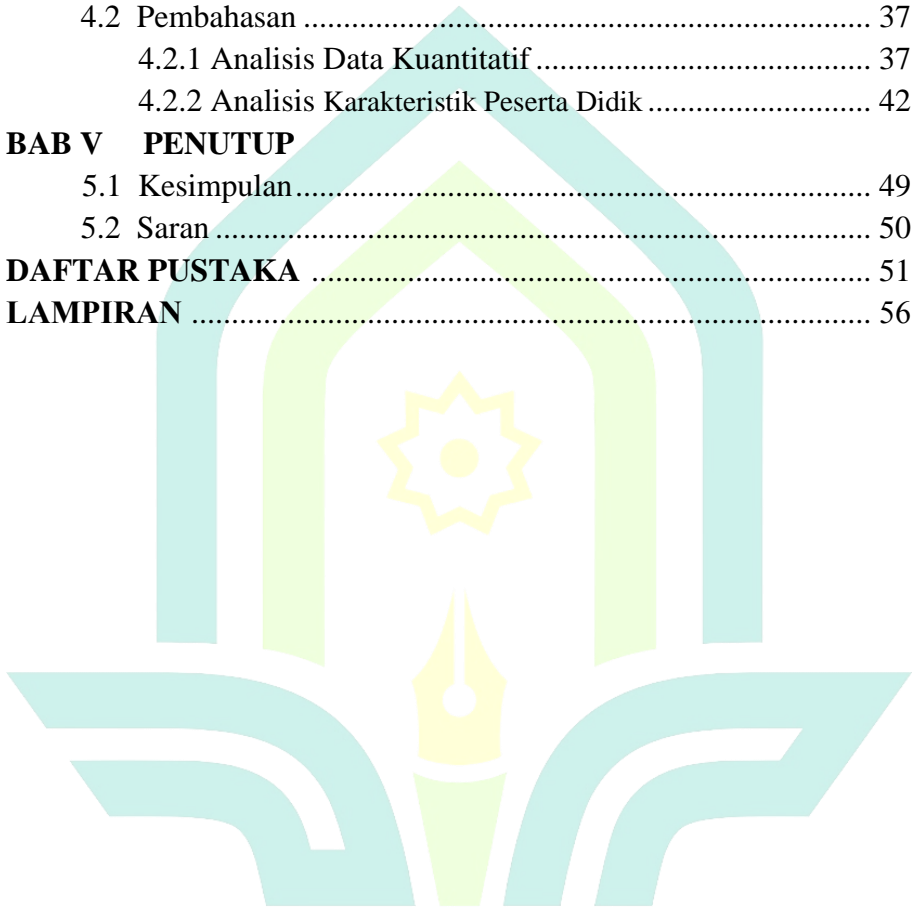 4.2 Pembahasan ........................................................................ 37
4.2.1 Analisis Data Kuantitatif ........................................... 37
4.2.2 Analisis Karakteristik Peserta Didik ............................ 42
BAB V PENUTUP
5.1 Kesimpulan ......................................................................... 49
5.2 Saran ................................................................................... 50
DAFTAR PUSTAKA ....................................................................... 51
LAMPIRAN ...................................................................................... 56